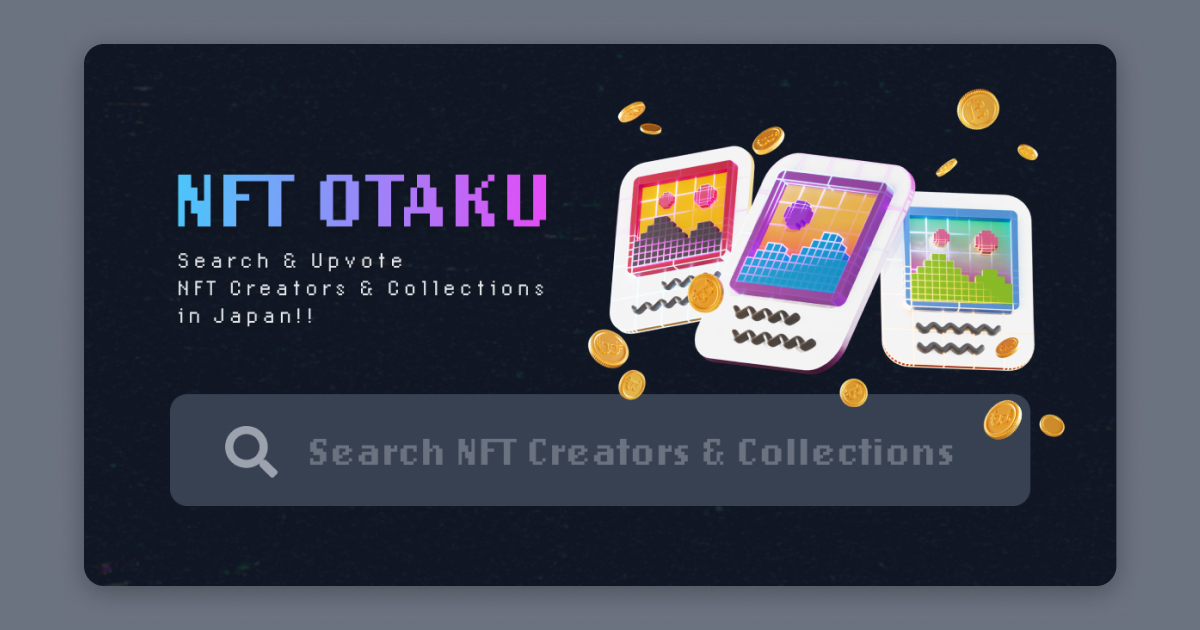 NFT OTAKU
Search & Upvote
NFT Creators & Collections
in Japan!!
Search NFT Creators & Collections